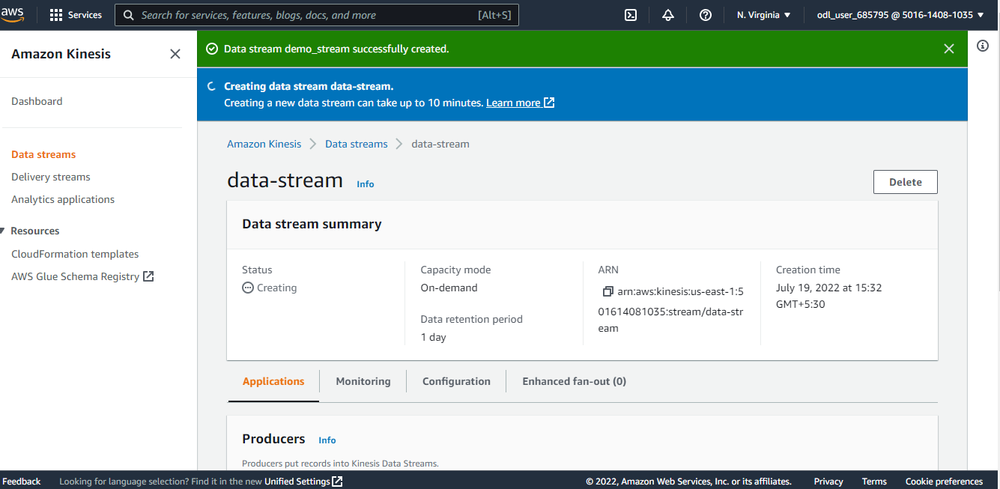 aws
Services
Search for services, features, blogs, docs, and more
[Alt+S]
N. Virginia
odl_user_685795 @ 5016-1408-1035
Amazon Kinesis
Dashboard
Data streams
Delivery streams
Analytics applications
Resources
CloudFormation templates
AWS Glue Schema Registry
Data stream demo_stream successfully created.
Creating data stream data-stream.
Creating a new data stream can take up to 10 minutes. Learn more
Amazon Kinesis
Data streams
data-stream
data-stream
Info
Delete
Data stream summary
Status
Creating
Capacity mode
On-demand
Data retention period
1 day
ARN
arn:aws:kinesis:us-east-1:5
01614081035:stream/data-str
eam
Creation time
July 19, 2022 at 15:32
GMT+5:30
Applications
Monitoring
Configuration
Enhanced fan-out (0)
Producers
Info
Producers put records into Kinesis Data Streams.
Feedback
Looking for language selection? Find it in the new Unified Settings
© 2022, Amazon Web Services, Inc. or its affiliates.
Privacy
Terms
Cookie preferences